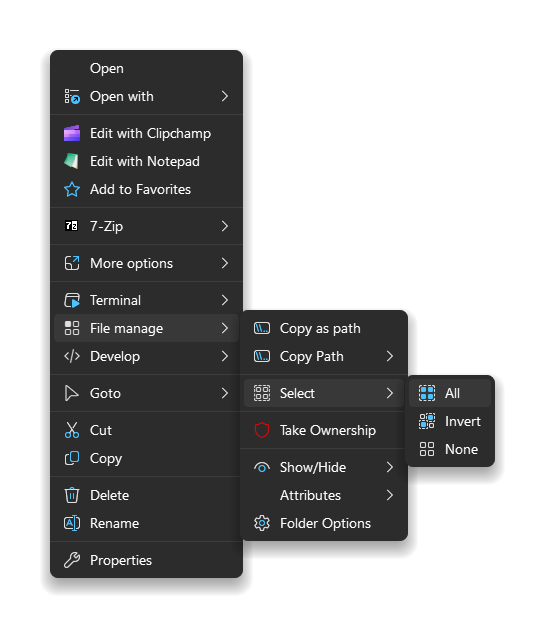 Open
Open with
Edit with Clipchamp
Edit with Notepad
Add to Favorites
7-Zip
More options
Terminal
File manage
Develop
Goto
Cut
Copy
Delete
Rename
Properties
Copy as path
Copy Path
Select
Take Ownership
Show/Hide
Attributes
Folder Options
All
Invert
None